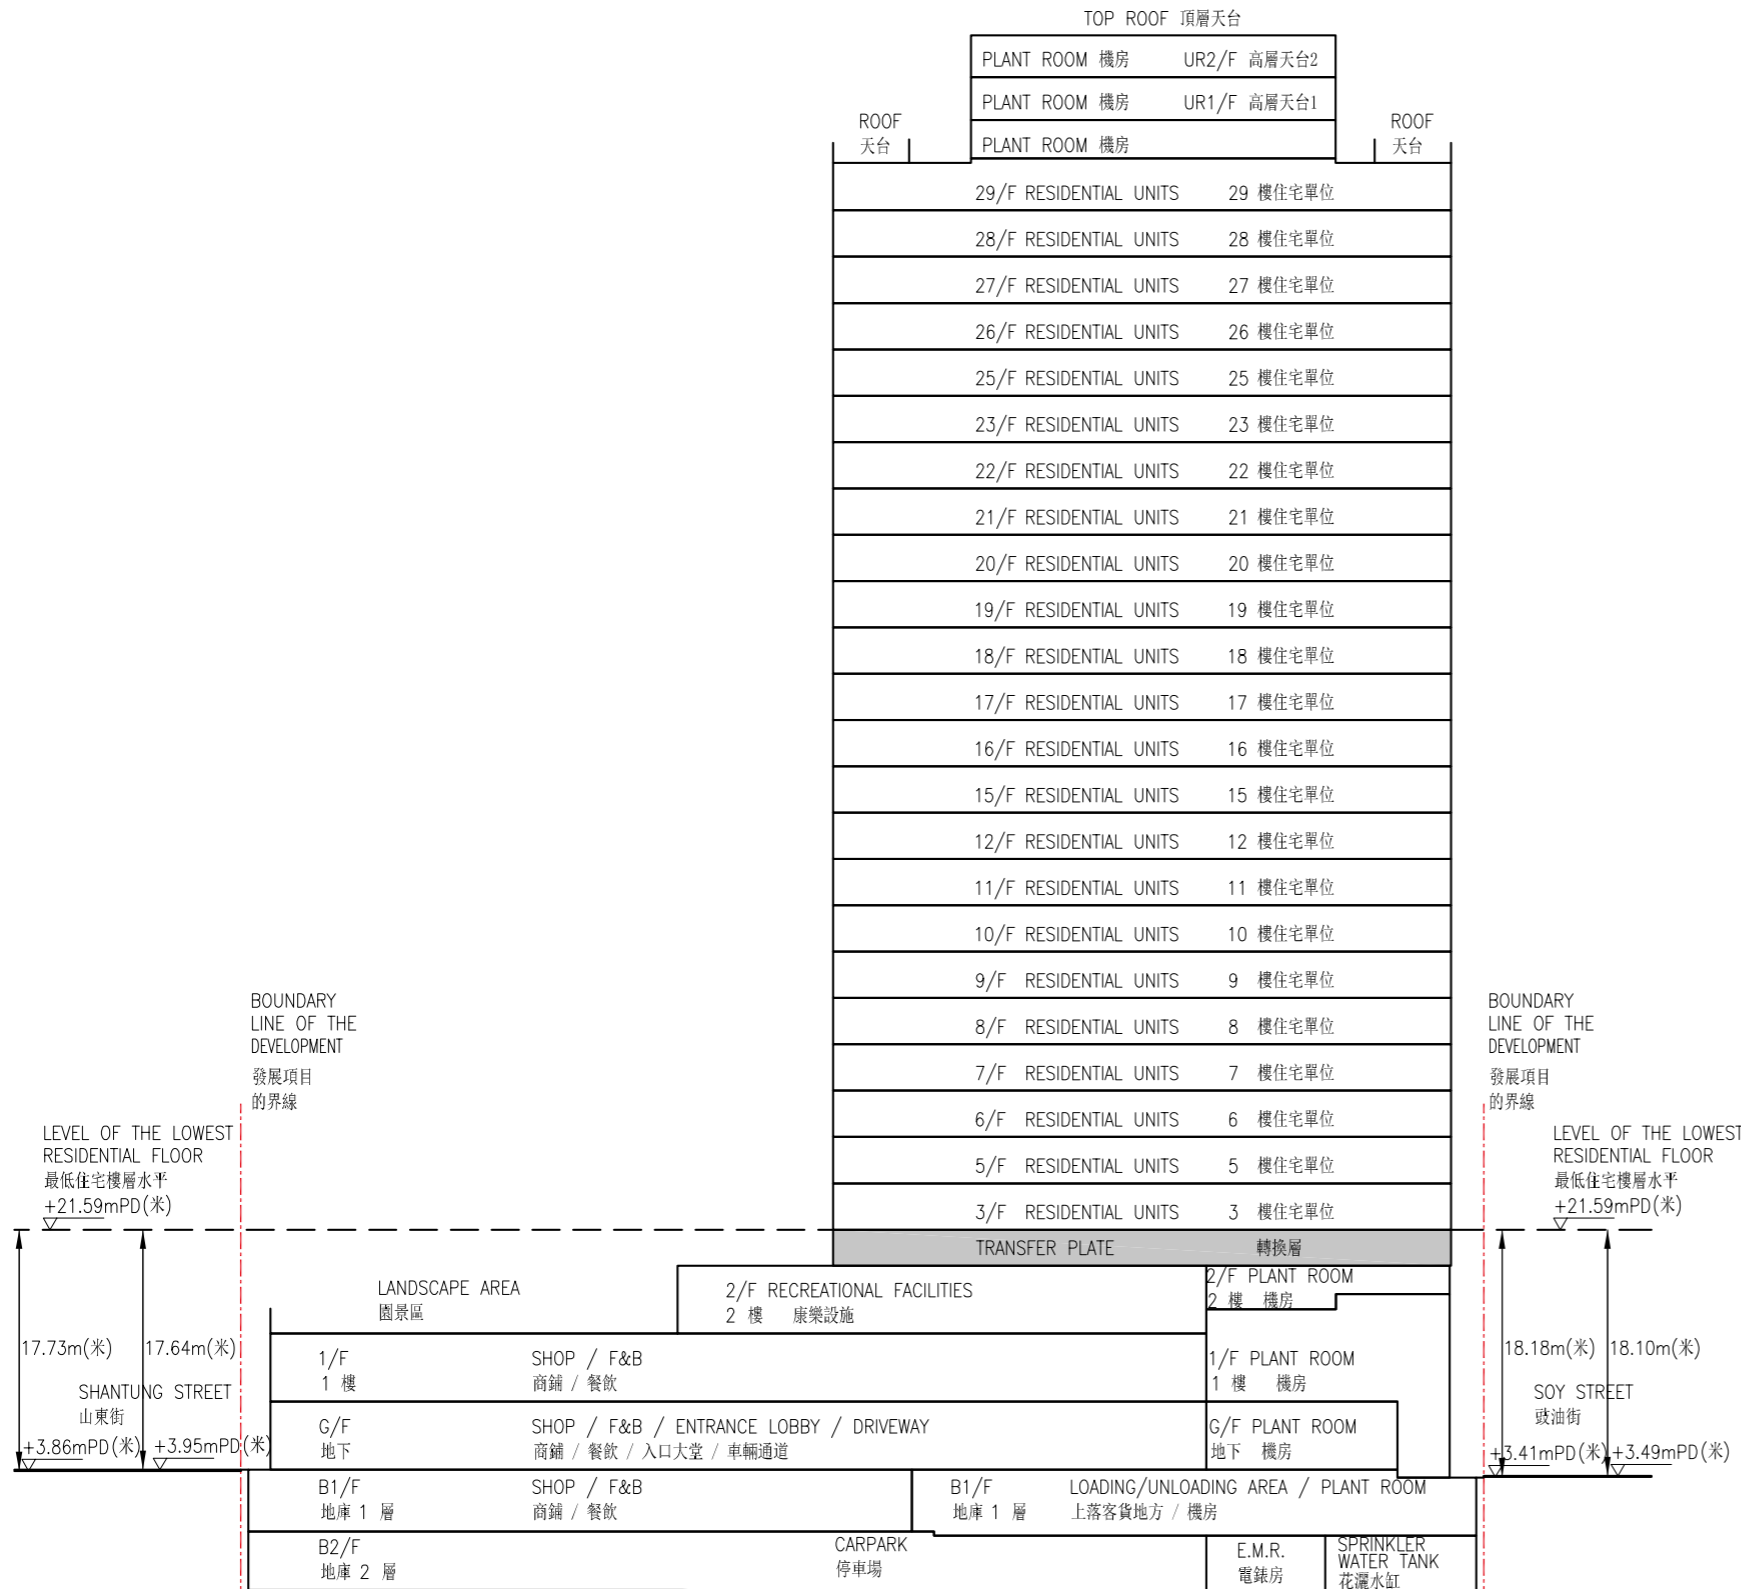 TOP ROOF 頂層天台
PLANT ROOM 機房 UR2/F 高層天台2
PLANT ROOM 機房 UR1/F 高層天台1
ROOF
天台
PLANT ROOM 機房
ROOF
天台
29/F RESIDENTIAL UNITS 29 樓住宅單位
28/F RESIDENTIAL UNITS 28 樓住宅單位
27/F RESIDENTIAL UNITS 27 樓住宅單位
26/F RESIDENTIAL UNITS 26 樓住宅單位
25/F RESIDENTIAL UNITS 25 樓住宅單位
23/F RESIDENTIAL UNITS 23 樓住宅單位
22/F RESIDENTIAL UNITS 22 樓住宅單位
21/F RESIDENTIAL UNITS 21 樓住宅單位
20/F RESIDENTIAL UNITS 20 樓住宅單位
19/F RESIDENTIAL UNITS 19 樓住宅單位
18/F RESIDENTIAL UNITS 18 樓住宅單位
17/F RESIDENTIAL UNITS 17 樓住宅單位
16/F RESIDENTIAL UNITS 16 樓住宅單位
15/F RESIDENTIAL UNITS 15 樓住宅單位
12/F RESIDENTIAL UNITS 12 樓住宅單位
11/F RESIDENTIAL UNITS 11 樓住宅單位
10/F RESIDENTIAL UNITS 10 樓住宅單位
9/F RESIDENTIAL UNITS 9 樓住宅單位
8/F RESIDENTIAL UNITS 8 樓住宅單位
7/F RESIDENTIAL UNITS 7 樓住宅單位
6/F RESIDENTIAL UNITS 6 樓住宅單位
5/F RESIDENTIAL UNITS 5 樓住宅單位
3/F RESIDENTIAL UNITS 3 樓住宅單位
TRANSFER PLATE 轉換層
BOUNDARY
LINE OF THE
DEVELOPMENT
發展項目
的界線
LEVEL OF THE LOWEST
RESIDENTIAL FLOOR
最低住宅樓層水平
+21.59mPD(米)
BOUNDARY
LINE OF THE
DEVELOPMENT
發展項目
的界線
LEVEL OF THE LOWEST
RESIDENTIAL FLOOR
最低住宅樓層水平
+21.59mPD(米)
LANDSCAPE AREA
園景區
2/F RECREATIONAL FACILITIES
2 樓 康樂設施
2/F PLANT ROOM
2 樓 機房
17.73m(米) 17.64m(米)
SHANTUNG STREET
山東街
+3.86mPD(米) +3.95mPD(米)
1/F SHOP / F&B
1 樓 商鋪 / 餐飲
1/F PLANT ROOM
1 樓 機房
18.18m(米) 18.10m(米)
SOY STREET
豉油街
+3.41mPD(米) +3.49mPD(米)
G/F SHOP / F&B / ENTRANCE LOBBY / DRIVEWAY
地下 商鋪 / 餐飲 / 入口大堂 / 車輛通道
G/F PLANT ROOM
地下 機房
B1/F SHOP / F&B
地庫 1 層 商鋪 / 餐飲
B1/F LOADING/UNLOADING AREA / PLANT ROOM
地庫 1 層 上落客貨地方 / 機房
B2/F
地庫 2 層
CARPARK
停車場
E.M.R.
電錶房
SPRINKLER
WATER TANK
花灑水缸